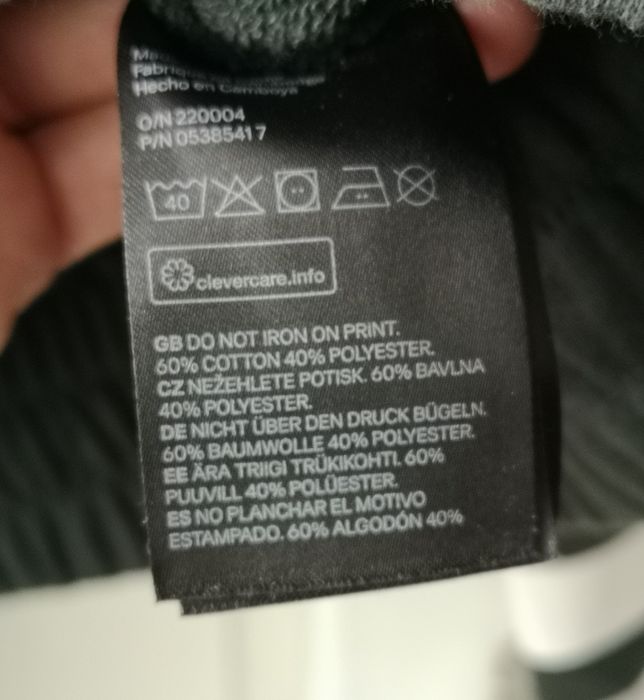 Hecho en Camboya
O/N 220004
P/N 0538541 7
40
clevercare.info
GB DO NOT IRON ON PRINT.
60% COTTON 40% POLYESTER.
CZ NEŽEHLETE POTISK. 60% BAVLNA
40% POLYESTER.
DE NICHT ÜBER DEN DRUCK BÜGELN.
60% BAUMWOLLE 40% POLYESTER.
EE ÄRA TRIIGI TRÜKIKOHTI. 60%
PUUVILL 40% POLÜESTER.
ES NO PLANCHAR EL MOTIVO
ESTAMPADO. 60% ALGODÓN 40%